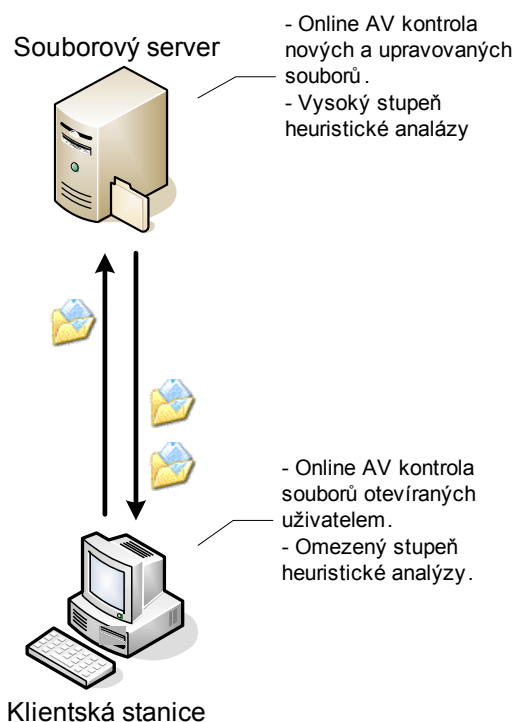 Souborový server
- Online AV kontrola
nových a upravovaných
souborů.
- Vysoký stupeň
heuristické analázy
- Online AV kontrola
souborů otevíraných
uživatelem.
- Omezený stupeň
heuristické analýzy.
Klientská stanice